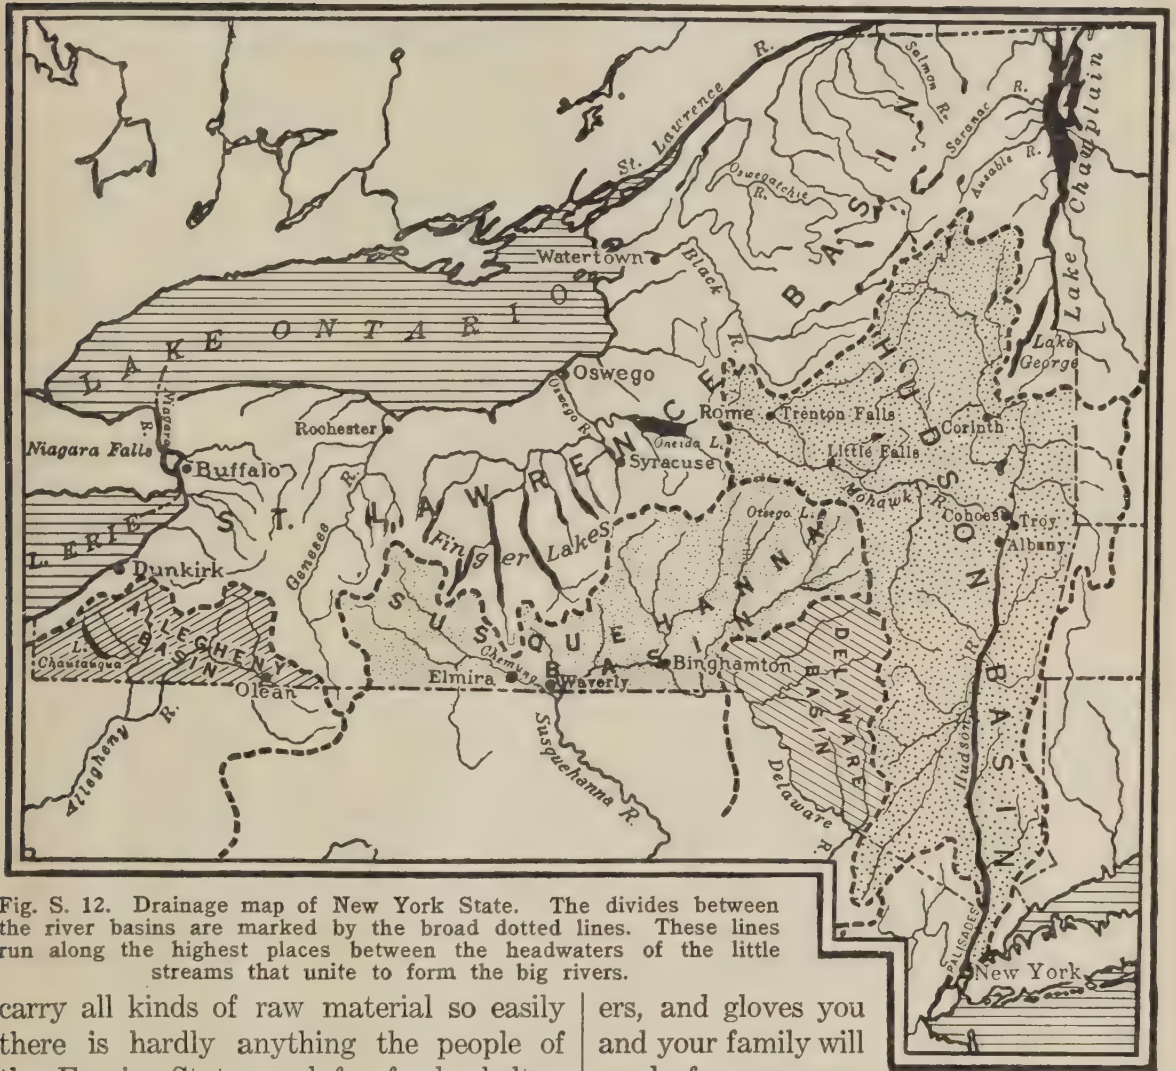 St. Lawrence R.
Salmon R.
Saranac R.
Ausable R.
Lake Champlain
Oswegatchie R.
Watertown
Black R.
LAKE ONTARIO
Lake George
Niagara R.
Oswego
Oswego R.
Rome
Trenton Falls
Corinth
Rochester
Niagara Falls
Buffalo
Oneida L.
Syracuse
Little Falls
Mohawk R.
Cohoes
Troy
Albany
ST. LAWRENCE BASIN
HUDSON BASIN
Genesee R.
Finger Lakes
Otsego L.
L. ERIE
Dunkirk
ALLEGHENY BASIN
L. Chautauqua
Olean
SUSQUEHANNA BASIN
Chemung
Elmira
Waverly
Binghamton
DELAWARE BASIN
Allegheny R.
Susquehanna R.
Delaware R.
Hudson R.
PALISADES
New York
Fig. S. 12. Drainage map of New York State. The divides between
the river basins are marked by the broad dotted lines. These lines
run along the highest places between the headwaters of the little
streams that unite to form the big rivers.
carry all kinds of raw material so easily
there is hardly anything the people of
ers, and gloves you
and your family will